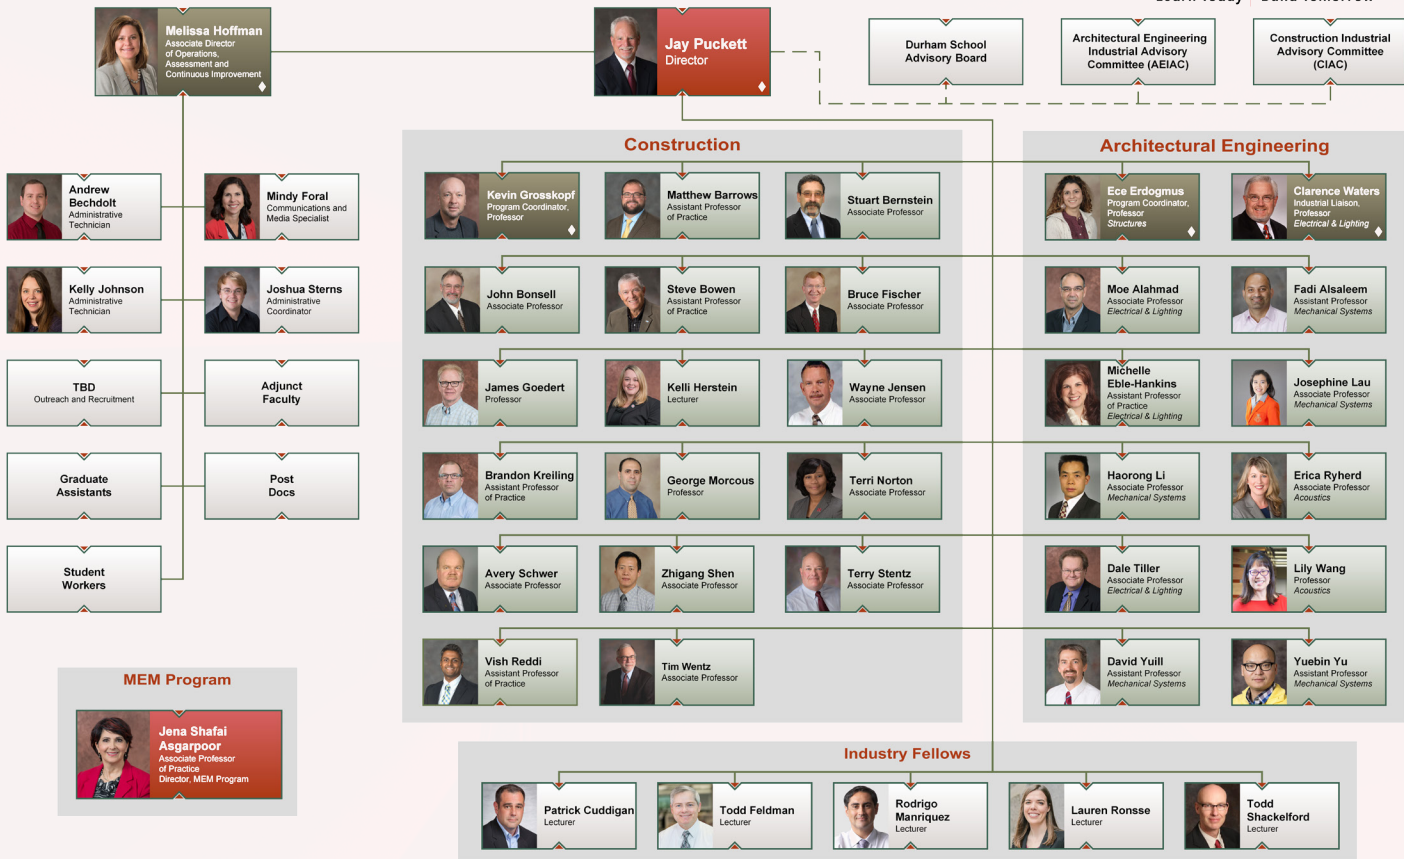 Melissa Hoffman
Associate Director
of Operations,
Assessment and
Continuous Improvement
Jay Puckett
Director
Durham School
Advisory Board
Architectural Engineering
Industrial Advisory
Committee (AEIAC)
Construction Industrial
Advisory Committee
(CIAC)
Andrew
Bechdolt
Administrative
Technician
Mindy Foral
Communications and
Media Specialist
Kelly Johnson
Administrative
Technician
Joshua Sterns
Administrative
Coordinator
TBD
Outreach and Recruitment
Adjunct
Faculty
Graduate
Assistants
Post
Docs
Student
Workers
MEM Program
Jena Shafai
Asgarpoor
Associate Professor
of Practice
Director, MEM Program
Construction
Kevin Grosskopf
Program Coordinator,
Professor
Matthew Barrows
Assistant Professor
of Practice
Stuart Bernstein
Associate Professor
John Bonsell
Associate Professor
Steve Bowen
Assistant Professor
of Practice
Bruce Fischer
Associate Professor
James Goedert
Professor
Kelli Herstein
Lecturer
Wayne Jensen
Associate Professor
Brandon Kreiling
Assistant Professor
of Practice
George Morcous
Professor
Terri Norton
Associate Professor
Avery Schwer
Associate Professor
Zhigang Shen
Associate Professor
Terry Stentz
Associate Professor
Vish Reddi
Assistant Professor
of Practice
Tim Wentz
Associate Professor
Architectural Engineering
Ece Erdogmus
Program Coordinator,
Professor
Structures
Clarence Waters
Industrial Liaison,
Professor
Electrical & Lighting
Moe Alahmad
Associate Professor
Electrical & Lighting
Fadi Alsaleem
Assistant Professor
Mechanical Systems
Michelle
Eble-Hankins
Assistant Professor
of Practice
Electrical & Lighting
Josephine Lau
Associate Professor
Mechanical Systems
Haorong Li
Associate Professor
Mechanical Systems
Erica Ryherd
Associate Professor
Acoustics
Dale Tiller
Associate Professor
Electrical & Lighting
Lily Wang
Professor
Acoustics
David Yuill
Assistant Professor
Mechanical Systems
Yuebin Yu
Assistant Professor
Mechanical Systems
Industry Fellows
Patrick Cuddigan
Lecturer
Todd Feldman
Lecturer
Rodrigo
Manriquez
Lecturer
Lauren Ronsse
Lecturer
Todd
Shackelford
Lecturer